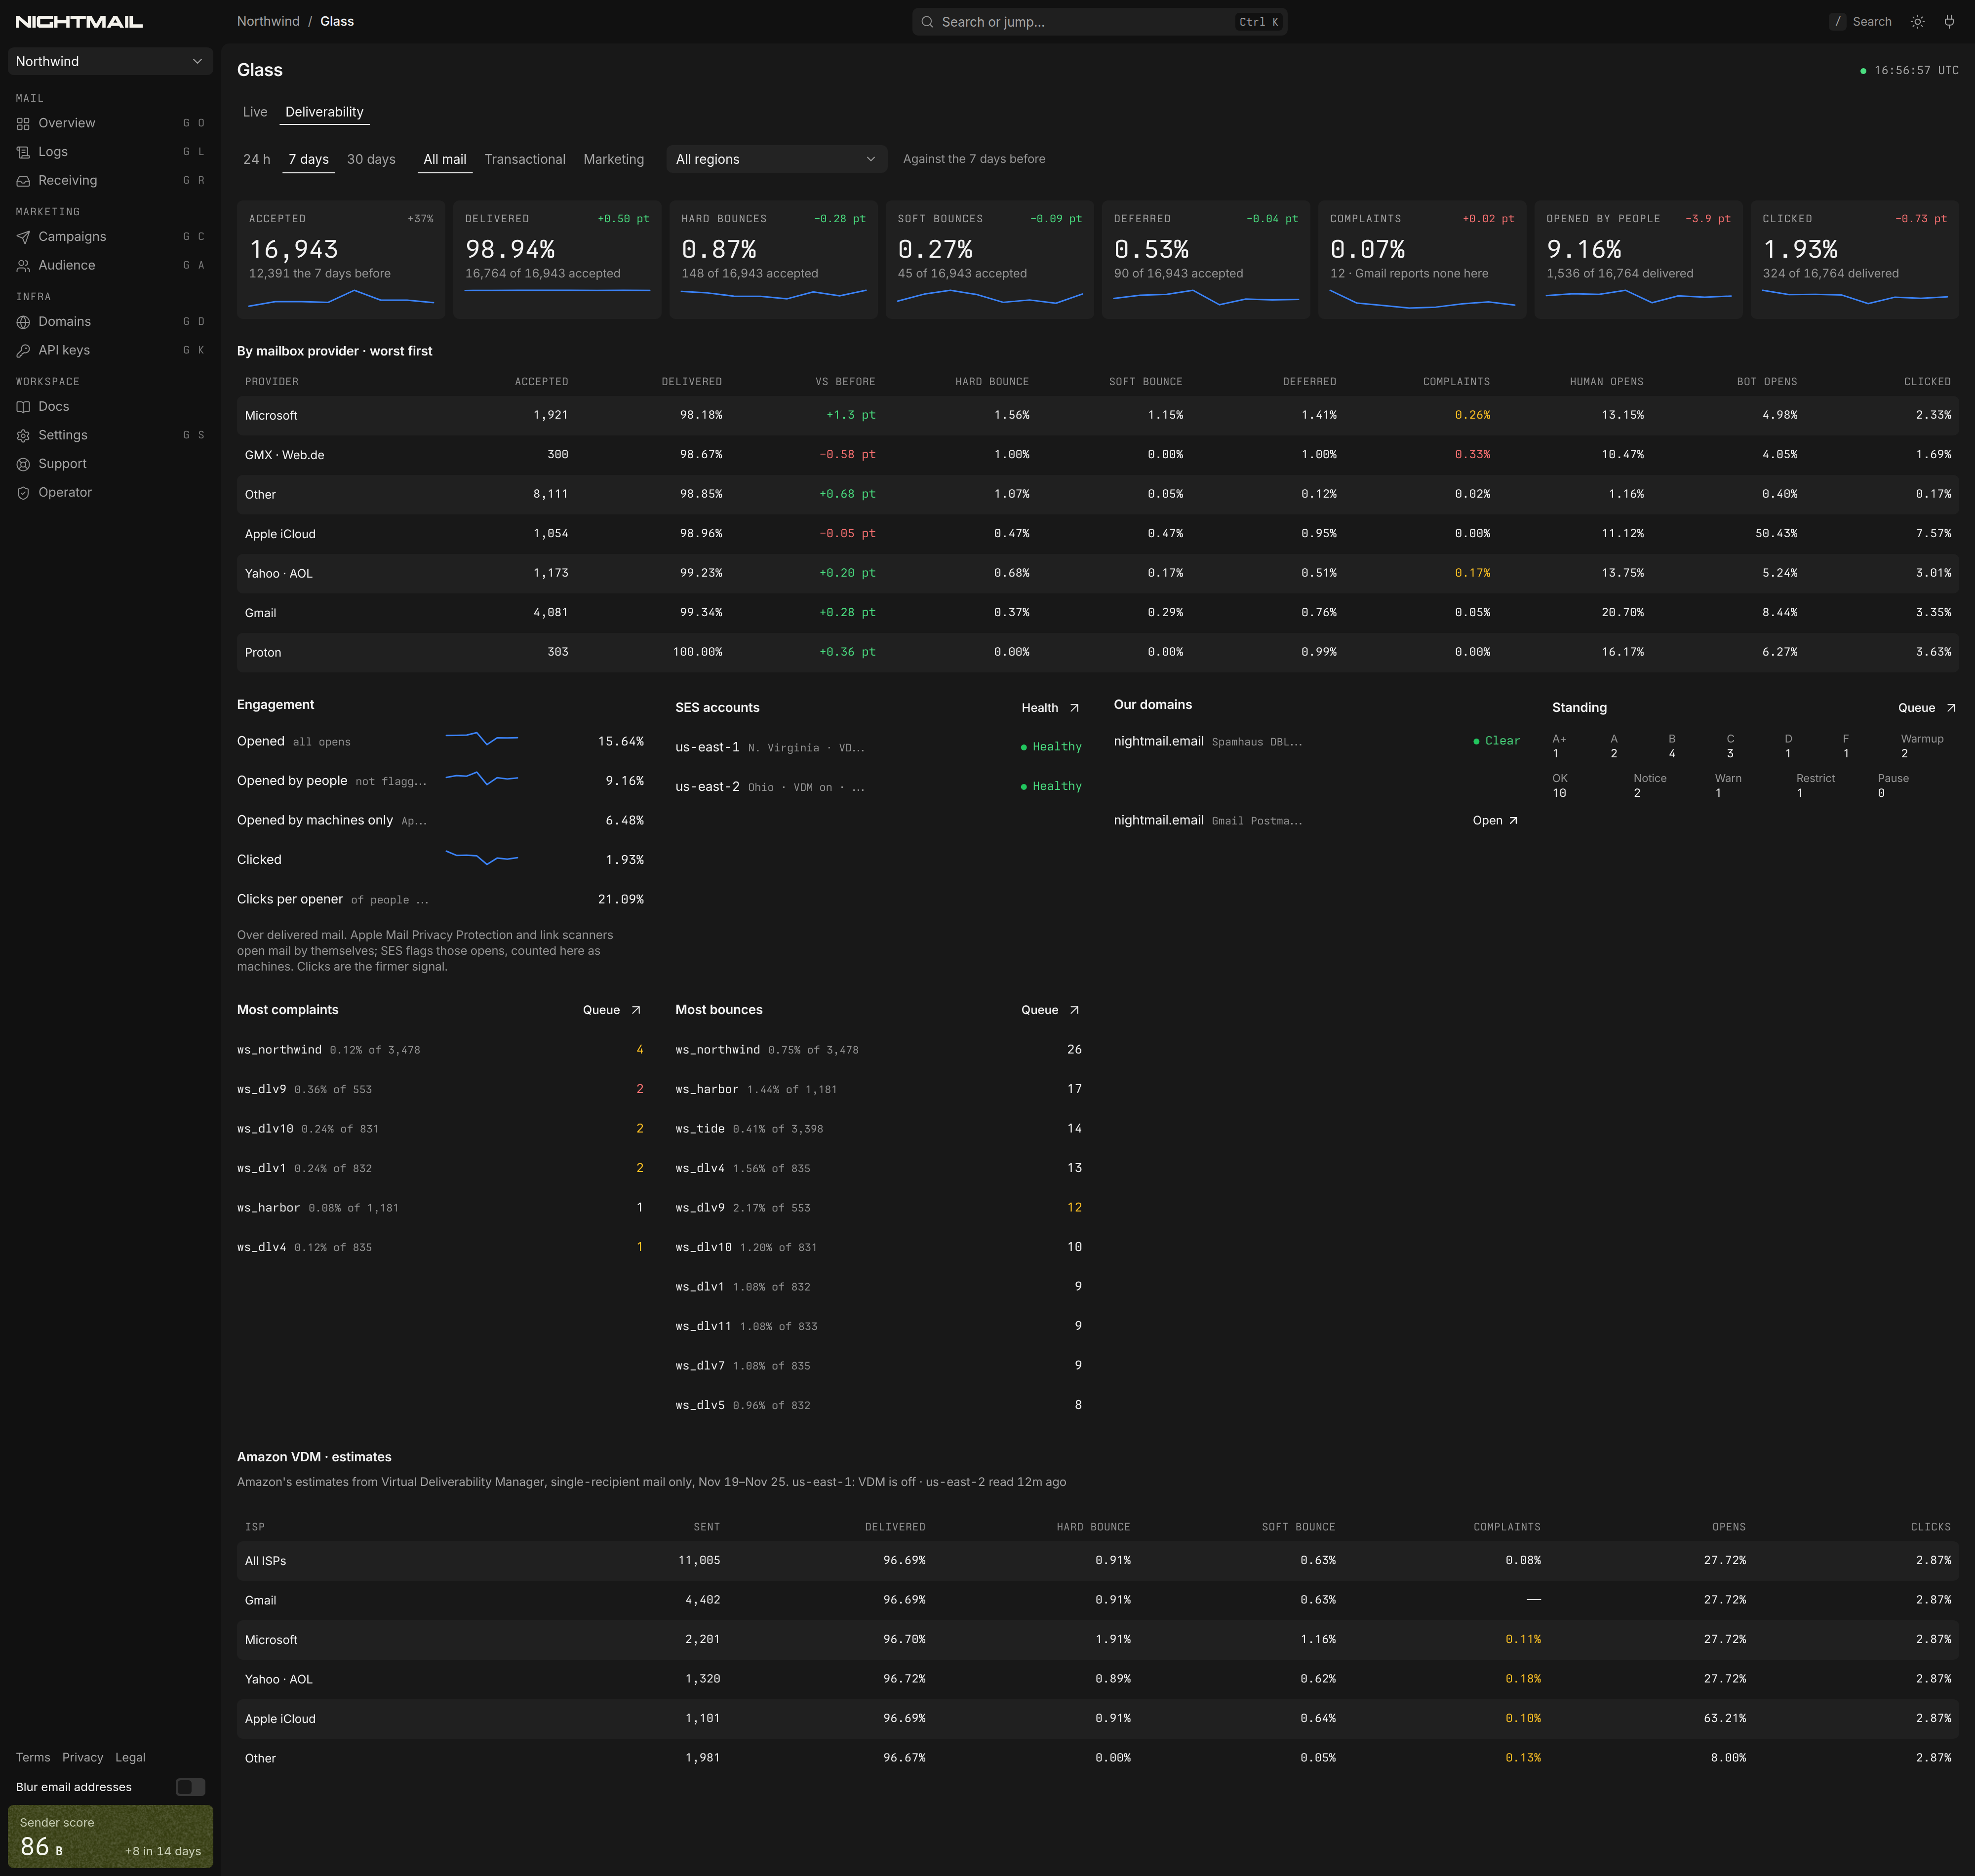 NIGHTMAIL
Northwind / Glass
Search or jump... Ctrl K
/ Search
Northwind
MAIL
Overview G O
Logs G L
Receiving G R
MARKETING
Campaigns G C
Audience G A
INFRA
Domains G D
API keys G K
WORKSPACE
Docs
Settings G S
Support
Operator
Terms Privacy Legal
Blur email addresses
Sender score
86 B +8 in 14 days
Glass
16:56:57 UTC
Live Deliverability
24 h 7 days 30 days All mail Transactional Marketing All regions Against the 7 days before
ACCEPTED +37%
16,943
12,391 the 7 days before
DELIVERED +0.50 pt
98.94%
16,764 of 16,943 accepted
HARD BOUNCES −0.28 pt
0.87%
148 of 16,943 accepted
SOFT BOUNCES −0.09 pt
0.27%
45 of 16,943 accepted
DEFERRED −0.04 pt
0.53%
90 of 16,943 accepted
COMPLAINTS +0.02 pt
0.07%
12 · Gmail reports none here
OPENED BY PEOPLE −3.9 pt
9.16%
1,536 of 16,764 delivered
CLICKED −0.73 pt
1.93%
324 of 16,764 delivered
By mailbox provider · worst first
PROVIDER ACCEPTED DELIVERED VS BEFORE HARD BOUNCE SOFT BOUNCE DEFERRED COMPLAINTS HUMAN OPENS BOT OPENS CLICKED
Microsoft 1,921 98.18% +1.3 pt 1.56% 1.15% 1.41% 0.26% 13.15% 4.98% 2.33%
GMX · Web.de 300 98.67% −0.58 pt 1.00% 0.00% 1.00% 0.33% 10.47% 4.05% 1.69%
Other 8,111 98.85% +0.68 pt 1.07% 0.05% 0.12% 0.02% 1.16% 0.40% 0.17%
Apple iCloud 1,054 98.96% −0.05 pt 0.47% 0.47% 0.95% 0.00% 11.12% 50.43% 7.57%
Yahoo · AOL 1,173 99.23% +0.20 pt 0.68% 0.17% 0.51% 0.17% 13.75% 5.24% 3.01%
Gmail 4,081 99.34% +0.28 pt 0.37% 0.29% 0.76% 0.05% 20.70% 8.44% 3.35%
Proton 303 100.00% +0.36 pt 0.00% 0.00% 0.99% 0.00% 16.17% 6.27% 3.63%
Engagement
Opened all opens 15.64%
Opened by people not flagg... 9.16%
Opened by machines only Ap... 6.48%
Clicked 1.93%
Clicks per opener of people ... 21.09%
Over delivered mail. Apple Mail Privacy Protection and link scanners
open mail by themselves; SES flags those opens, counted here as
machines. Clicks are the firmer signal.
SES accounts Health
us-east-1 N. Virginia · VD... Healthy
us-east-2 Ohio · VDM on · ... Healthy
Our domains
nightmail.email Spamhaus DBL... Clear
nightmail.email Gmail Postma... Open
Standing Queue
A+ A B C D F Warmup
1 2 4 3 1 1 2
OK Notice Warn Restrict Pause
10 2 1 1 0
Most complaints Queue
ws_northwind 0.12% of 3,478 4
ws_dlv9 0.36% of 553 2
ws_dlv10 0.24% of 831 2
ws_dlv1 0.24% of 832 2
ws_harbor 0.08% of 1,181 1
ws_dlv4 0.12% of 835 1
Most bounces Queue
ws_northwind 0.75% of 3,478 26
ws_harbor 1.44% of 1,181 17
ws_tide 0.41% of 3,398 14
ws_dlv4 1.56% of 835 13
ws_dlv9 2.17% of 553 12
ws_dlv10 1.20% of 831 10
ws_dlv1 1.08% of 832 9
ws_dlv11 1.08% of 833 9
ws_dlv7 1.08% of 835 9
ws_dlv5 0.96% of 832 8
Amazon VDM · estimates
Amazon's estimates from Virtual Deliverability Manager, single-recipient mail only, Nov 19–Nov 25. us-east-1: VDM is off · us-east-2 read 12m ago
ISP SENT DELIVERED HARD BOUNCE SOFT BOUNCE COMPLAINTS OPENS CLICKS
All ISPs 11,005 96.69% 0.91% 0.63% 0.08% 27.72% 2.87%
Gmail 4,402 96.69% 0.91% 0.63% — 27.72% 2.87%
Microsoft 2,201 96.70% 1.91% 1.16% 0.11% 27.72% 2.87%
Yahoo · AOL 1,320 96.72% 0.89% 0.62% 0.18% 27.72% 2.87%
Apple iCloud 1,101 96.69% 0.91% 0.64% 0.10% 63.21% 2.87%
Other 1,981 96.67% 0.00% 0.05% 0.13% 8.00% 2.87%